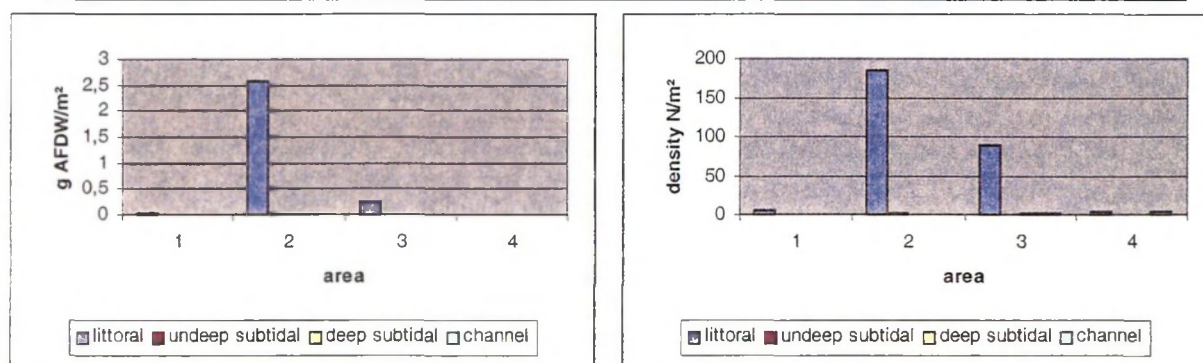 3
2,5
2
1,5
1
0,5
0
g AFDW/m²
1 2 3 4
area
littoral undeep subtidal deep subtidal channel
200
150
100
50
0
density N/m²
1 2 3 4
area
littoral undeep subtidal deep subtidal channel